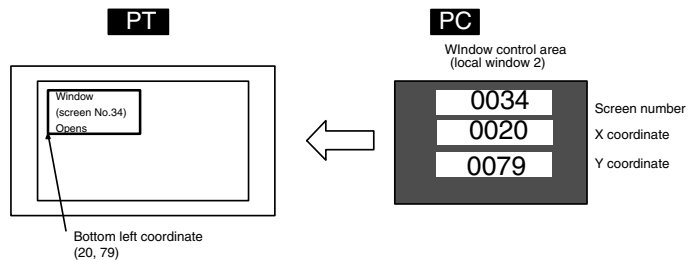 PT
PC
WIndow control area
(local window 2)
Window
(screen No.34)
Opens
0034
Screen number
0020
X coordinate
0079
Y coordinate
Bottom left coordinate
(20, 79)